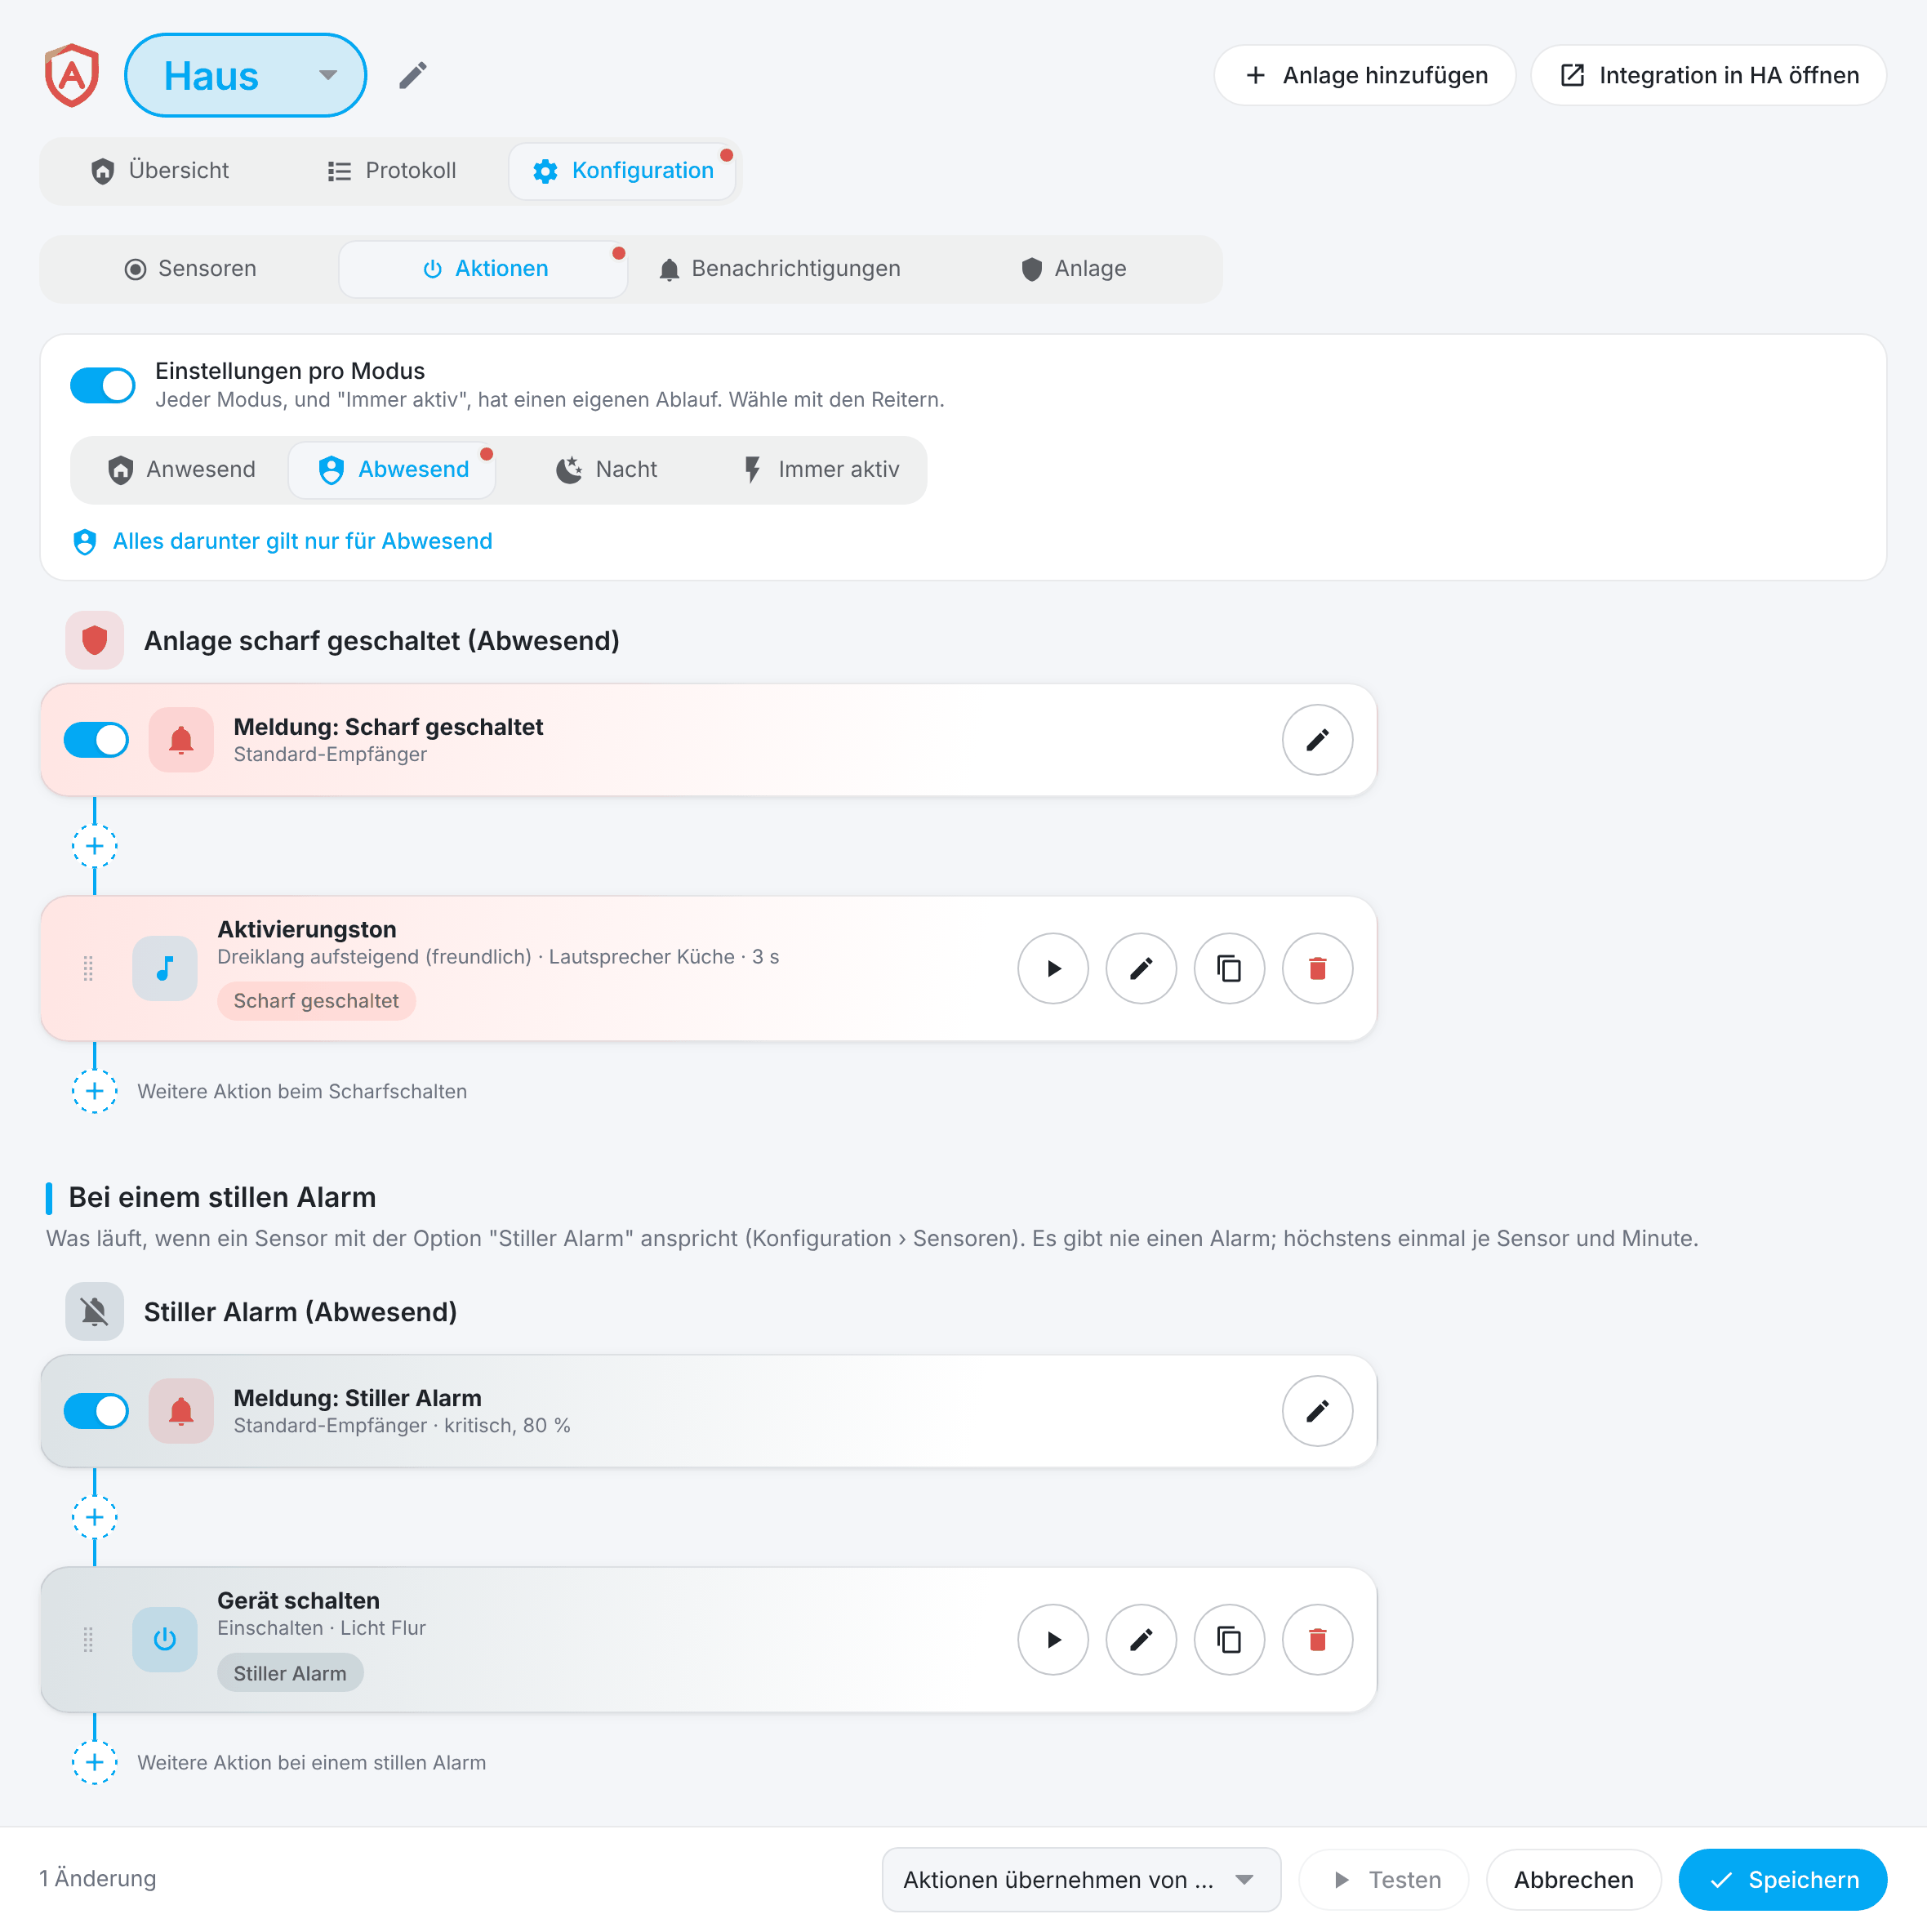 Haus
Anlage hinzufügen
Integration in HA öffnen
Übersicht
Protokoll
Konfiguration
Sensoren
Aktionen
Benachrichtigungen
Anlage
Einstellungen pro Modus
Jeder Modus, und "Immer aktiv", hat einen eigenen Ablauf. Wähle mit den Reitern.
Anwesend
Abwesend
Nacht
Immer aktiv
Alles darunter gilt nur für Abwesend
Anlage scharf geschaltet (Abwesend)
Meldung: Scharf geschaltet
Standard-Empfänger
Aktivierungston
Dreiklang aufsteigend (freundlich) · Lautsprecher Küche · 3 s
Scharf geschaltet
Weitere Aktion beim Scharfschalten
Bei einem stillen Alarm
Was läuft, wenn ein Sensor mit der Option "Stiller Alarm" anspricht (Konfiguration › Sensoren). Es gibt nie einen Alarm; höchstens einmal je Sensor und Minute.
Stiller Alarm (Abwesend)
Meldung: Stiller Alarm
Standard-Empfänger · kritisch, 80 %
Gerät schalten
Einschalten · Licht Flur
Stiller Alarm
Weitere Aktion bei einem stillen Alarm
1 Änderung
Aktionen übernehmen von ...
Testen
Abbrechen
Speichern